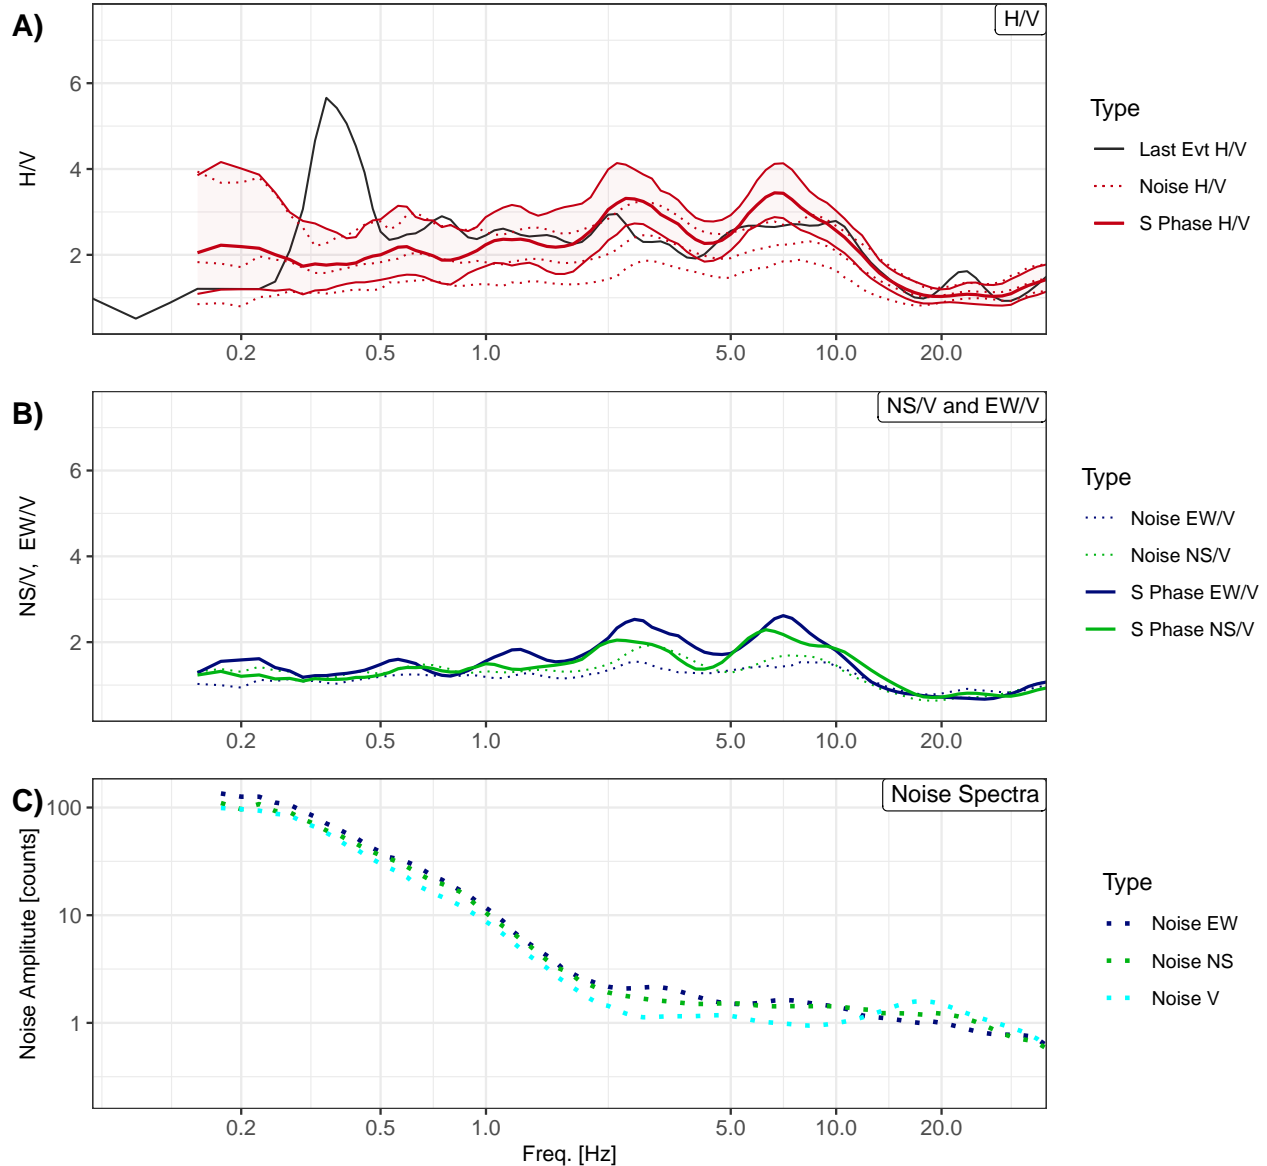 A)
H/V
6
4
2
H/V
0.2 0.5 1.0 5.0 10.0 20.0
Type
Last Evt H/V
Noise H/V
S Phase H/V
B)
NS/V and EW/V
6
4
2
NS/V, EW/V
0.2 0.5 1.0 5.0 10.0 20.0
Type
Noise EW/V
Noise NS/V
S Phase EW/V
S Phase NS/V
C)
Noise Spectra
100
10
1
Noise Amplitute [counts]
0.2 0.5 1.0 5.0 10.0 20.0
Freq. [Hz]
Type
Noise EW
Noise NS
Noise V